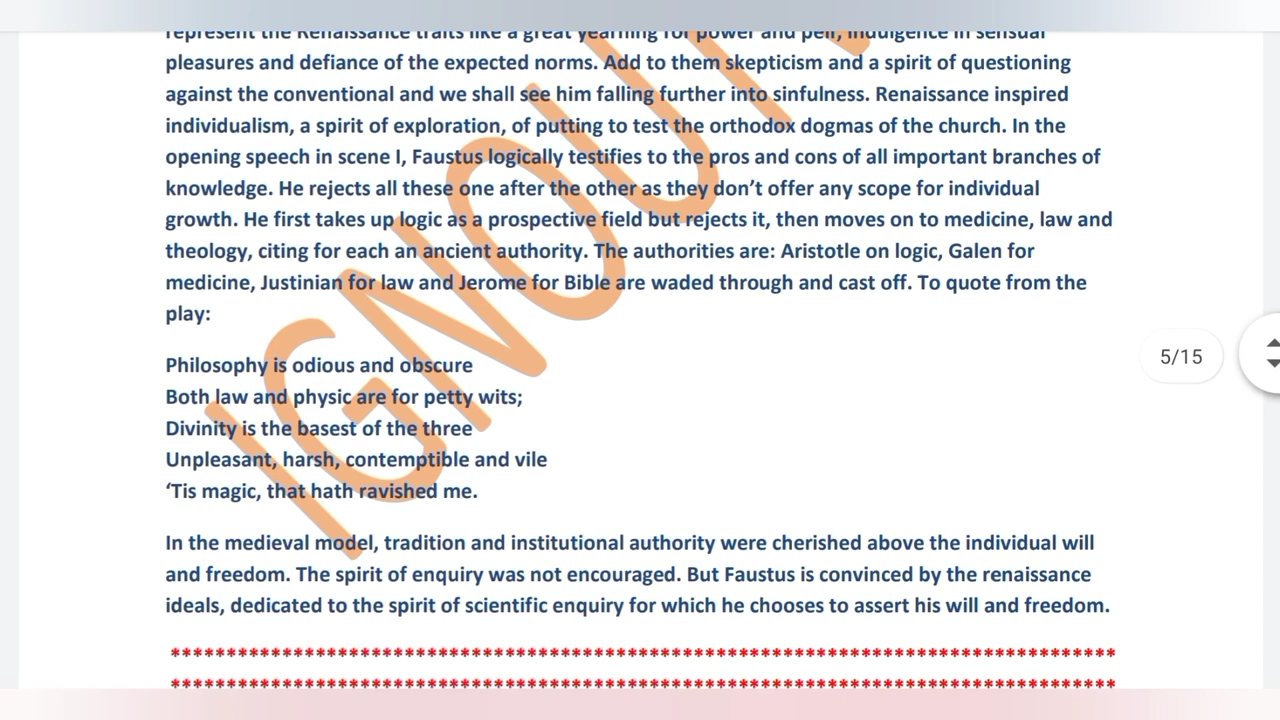 represent the Renaissance traits like a great yearning for power and pelf, indulgence in sensual
pleasures and defiance of the expected norms. Add to them skepticism and a spirit of questioning
against the conventional and we shall see him falling further into sinfulness. Renaissance inspired
individualism, a spirit of exploration, of putting to test the orthodox dogmas of the church. In the
opening speech in scene I, Faustus logically testifies to the pros and cons of all important branches of
knowledge. He rejects all these one after the other as they don’t offer any scope for individual
growth. He first takes up logic as a prospective field but rejects it, then moves on to medicine, law and
theology, citing for each an ancient authority. The authorities are: Aristotle on logic, Galen for
medicine, Justinian for law and Jerome for Bible are waded through and cast off. To quote from the
play:
Philosophy is odious and obscure
Both law and physic are for petty wits;
Divinity is the basest of the three
Unpleasant, harsh, contemptible and vile
‘Tis magic, that hath ravished me.
In the medieval model, tradition and institutional authority were cherished above the individual will
and freedom. The spirit of enquiry was not encouraged. But Faustus is convinced by the renaissance
ideals, dedicated to the spirit of scientific enquiry for which he chooses to assert his will and freedom.
************************************************************************************
************************************************************************************
5/15
IGNOU